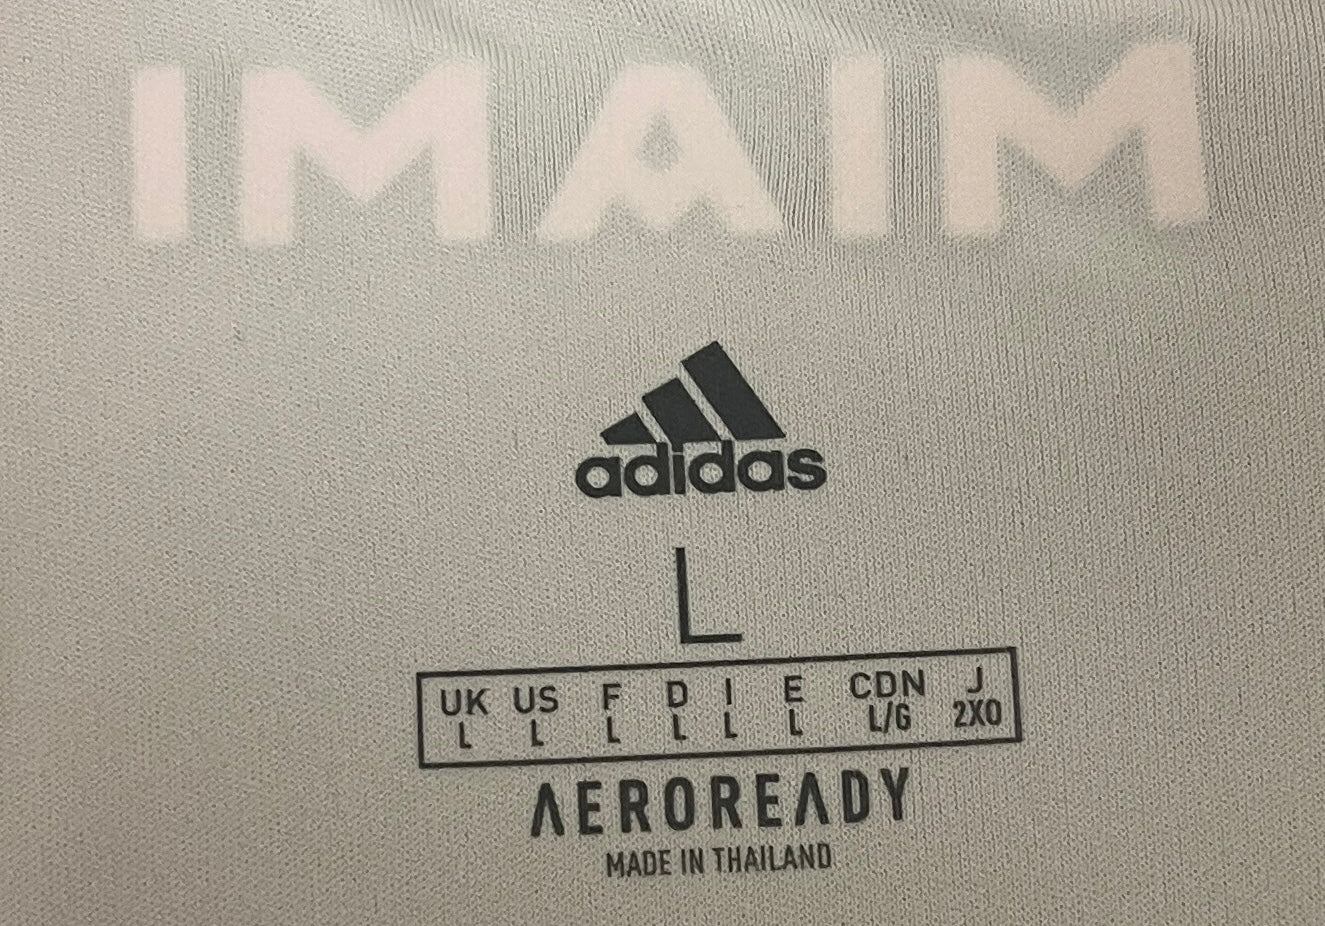 IMAIM
adidas
L
UK US F D I E CDN J
L L L L L L L/G 2XO
AEROREADY
MADE IN THAILAND